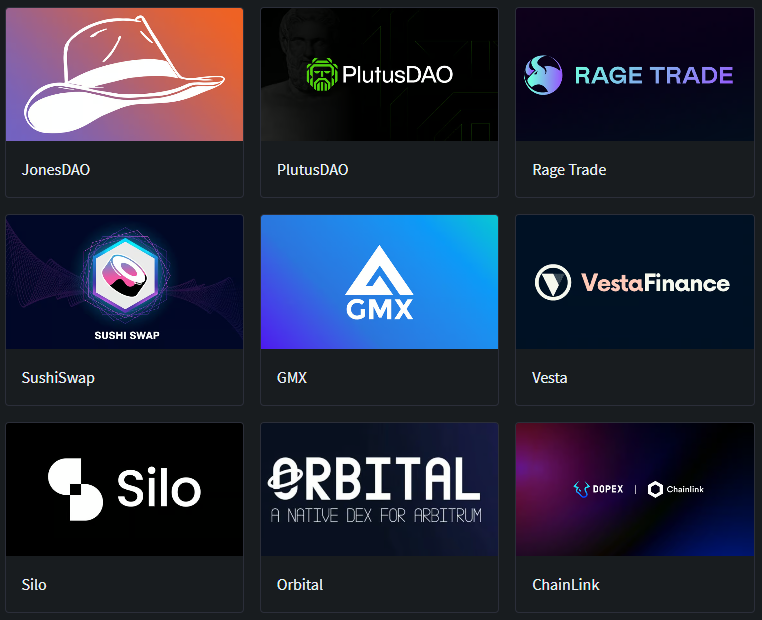 PlutusDAO
RAGE TRADE
JonesDAO
PlutusDAO
Rage Trade
SUSHI SWAP
GMX
VestaFinance
SushiSwap
GMX
Vesta
Silo
ORBITAL
A NATIVE DEX FOR ARBITRUM
DOPEX | Chainlink
Silo
Orbital
ChainLink